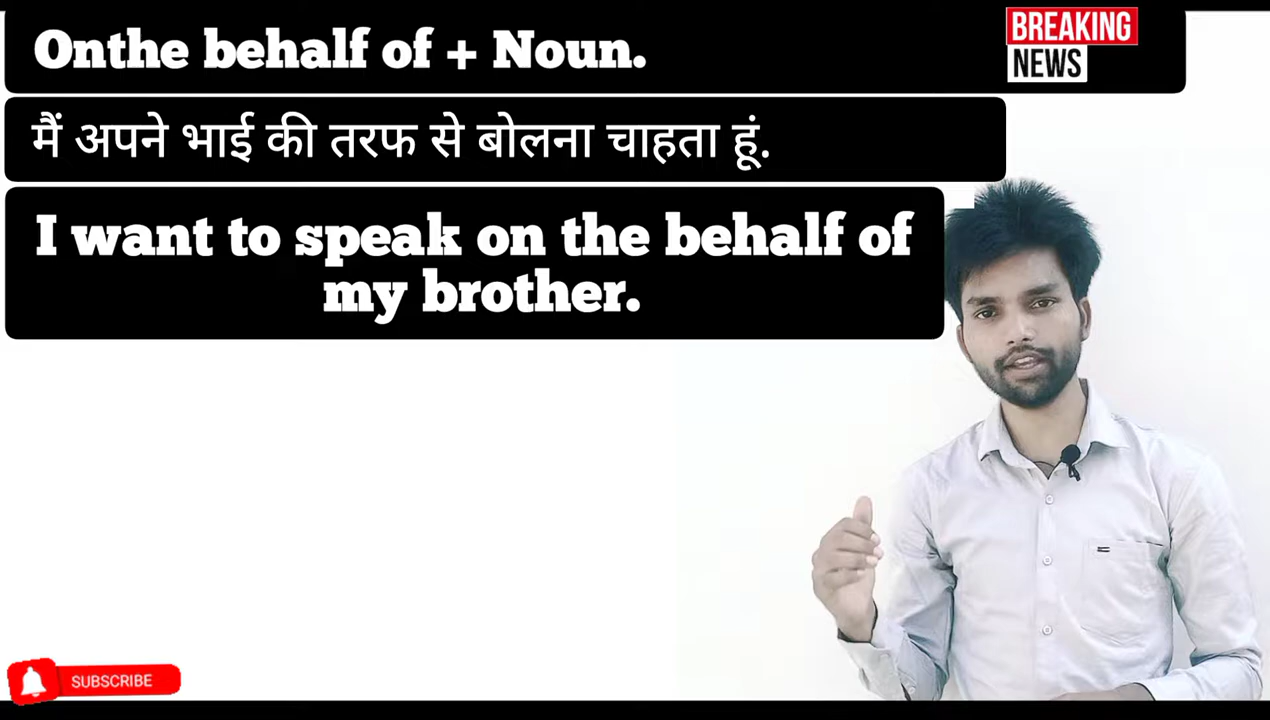 Onthe behalf of + Noun.
BREAKING
NEWS
मैं अपने भाई की तरफ से बोलना चाहता हूं.
I want to speak on the behalf of
my brother.
SUBSCRIBE